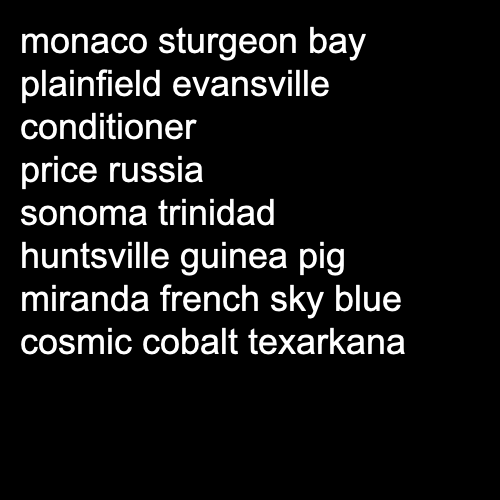 monaco sturgeon bay
plainfield evansville
conditioner
price russia
sonoma trinidad
huntsville guinea pig
miranda french sky blue
cosmic cobalt texarkana